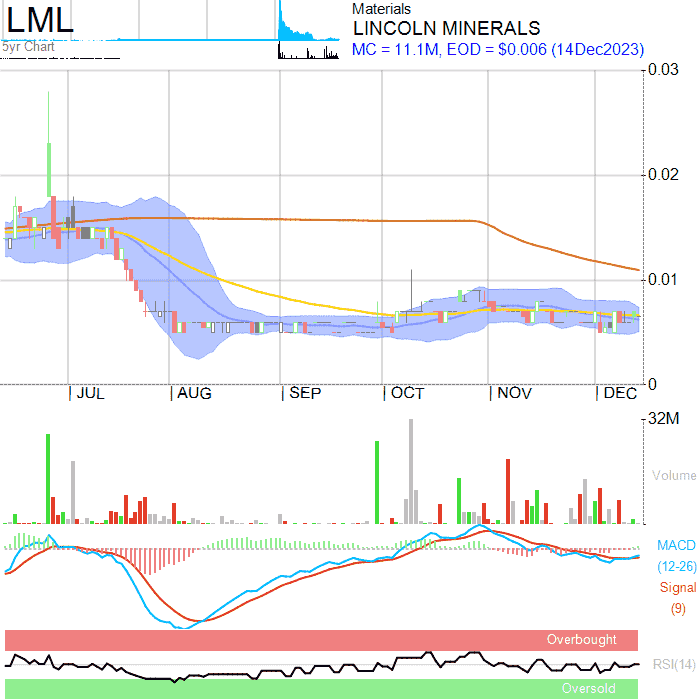 LML
5yr Chart
Materials
LINCOLN MINERALS
MC = 11.1M, EOD = $0.006 (14Dec2023)
0.03
0.02
0.01
0
JUL
AUG
SEP
OCT
NOV
DEC
32M
Volume
MACD
(12-26)
Signal
(9)
Overbought
RSI(14)
Oversold